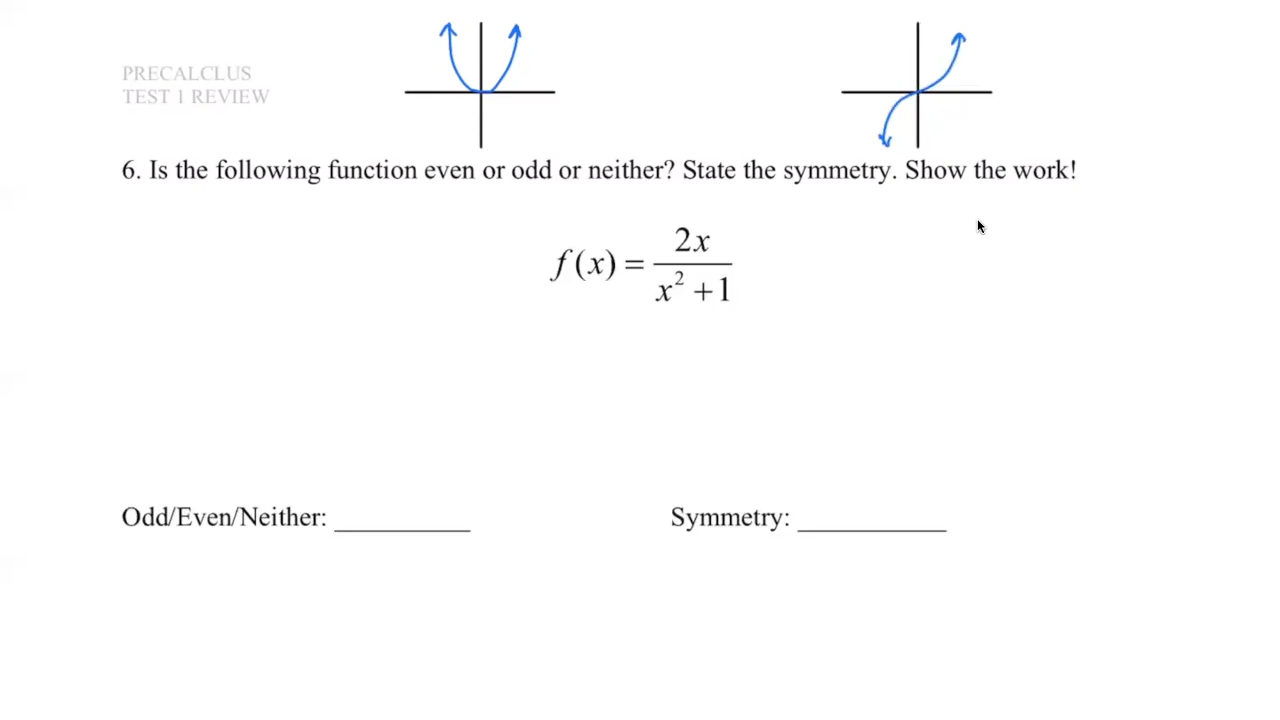 PRECALCLUS
TEST 1 REVIEW
6. Is the following function even or odd or neither? State the symmetry. Show the work!
f(x) = 2x / (x² + 1)
Odd/Even/Neither: __________ Symmetry: ___________